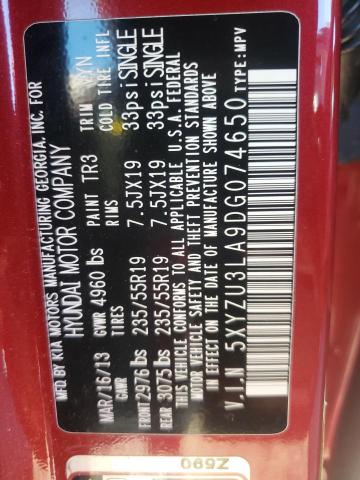 MFD.BY KIA MOTORS MANUFACTURING GEORGIA, INC. FOR
HYUNDAI MOTOR COMPANY
MAR/16/13 GVWR 4960 lbs PAINT TR3 TRIM YN
GAWR TIRES RIMS COLD TIRE INFL
FRONT 2976 lbs 235/55R19 7.5JX19 33psi SINGLE
REAR 3075 lbs 235/55R19 7.5JX19 33psi SINGLE
THIS VEHICLE CONFORMS TO ALL APPLICABLE U.S.A. FEDERAL
MOTOR VEHICLE SAFETY AND THEFT PREVENTION STANDARDS
IN EFFECT ON THE DATE OF MANUFACTURE SHOWN ABOVE.
V.I.N 5XYZU3LA9DG074650 TYPE: MPV
Z590